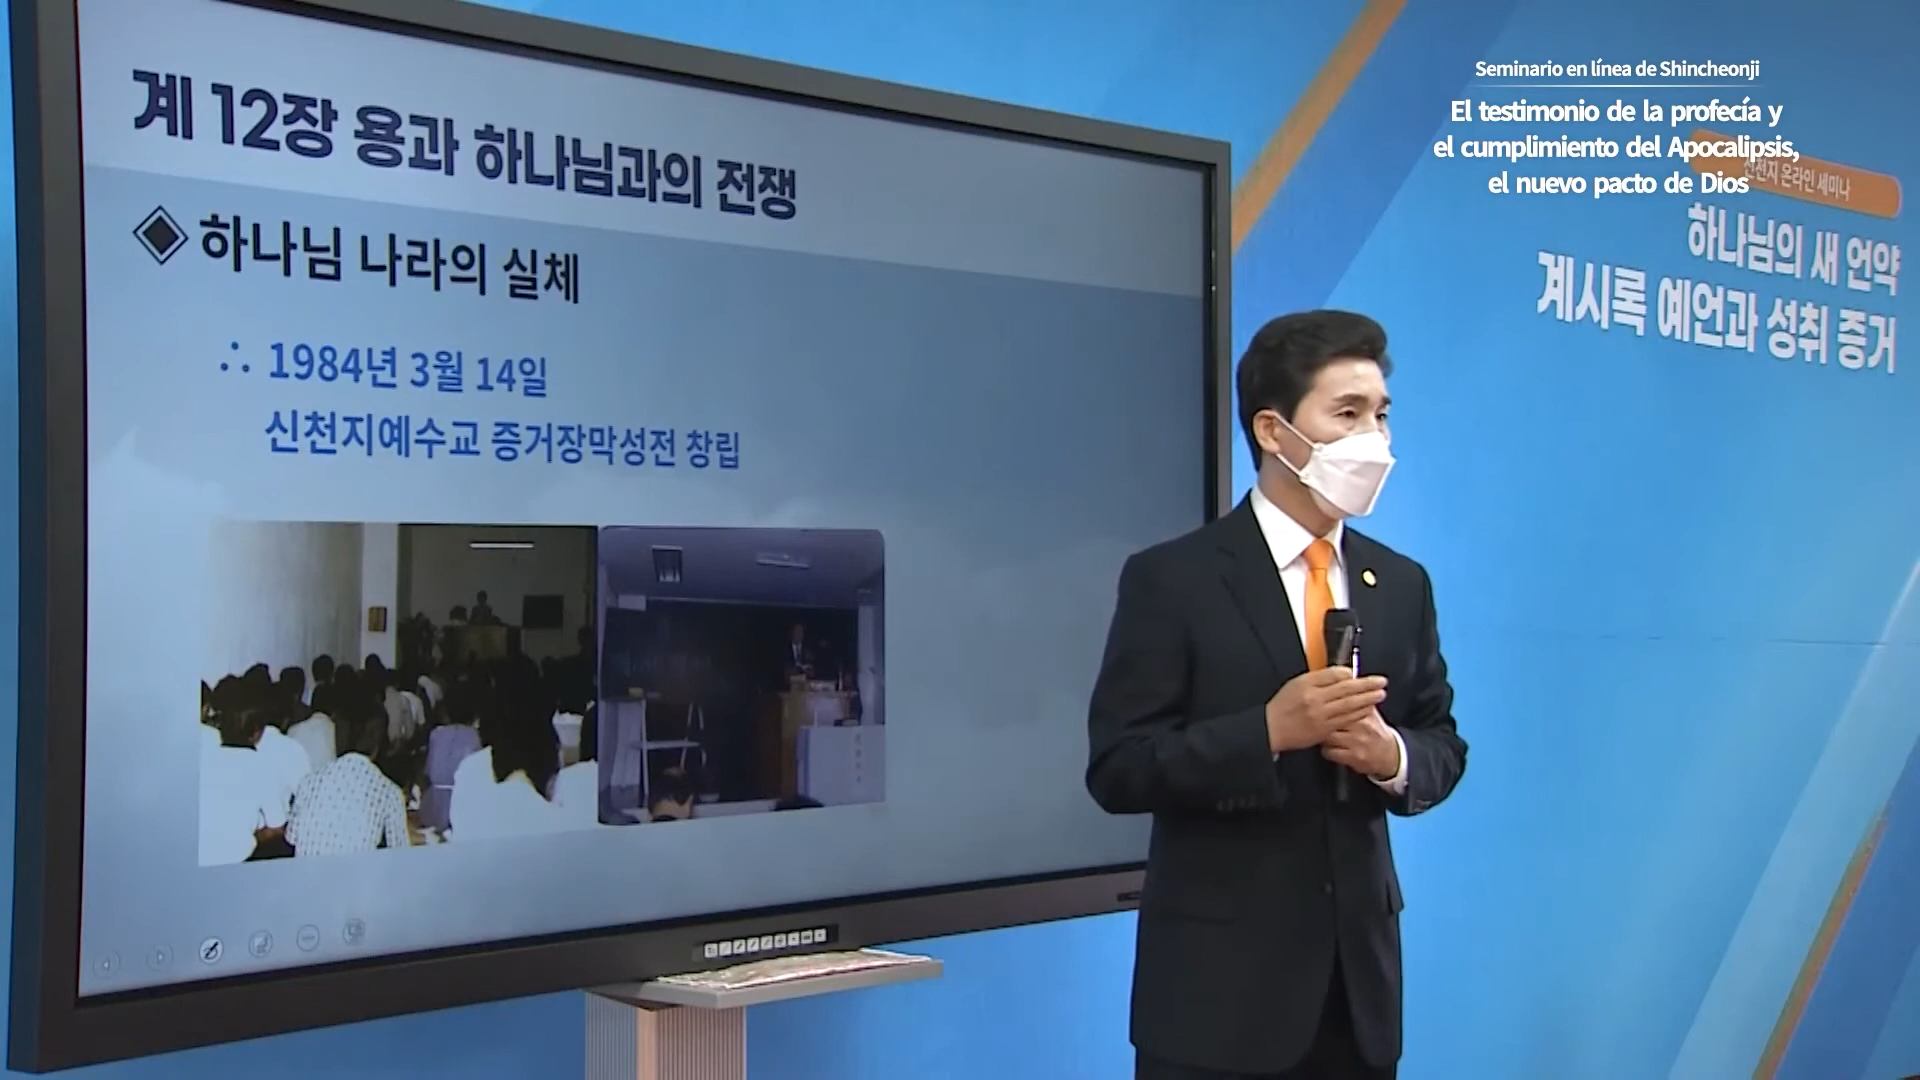 계 12장 용과 하나님과의 전쟁
하나님 나라의 실체
∴ 1984년 3월 14일
신천지예수교 증거장막성전 창립
Seminario en línea de Shincheonji
El testimonio de la profecía y
el cumplimiento del Apocalipsis,
el nuevo pacto de Dios
신천지 온라인 세미나
하나님의 새 언약
계시록 예언과 성취 증거